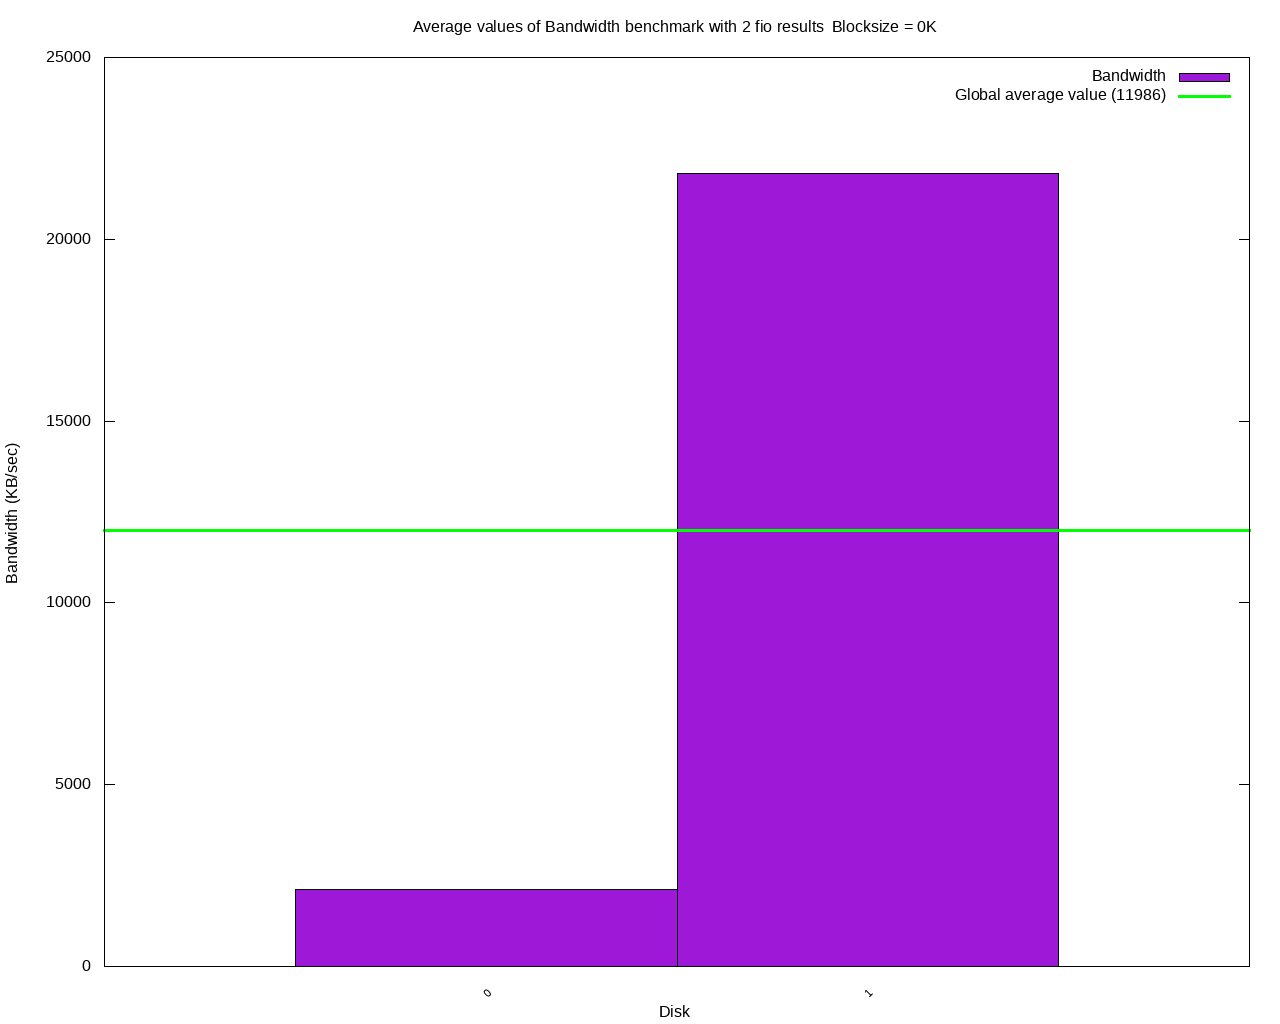 Average values of Bandwidth benchmark with 2 fio results  Blocksize = 0K
25000
20000
15000
10000
5000
0
Bandwidth
Global average value (11986)
Bandwidth (KB/sec)
0
1
Disk